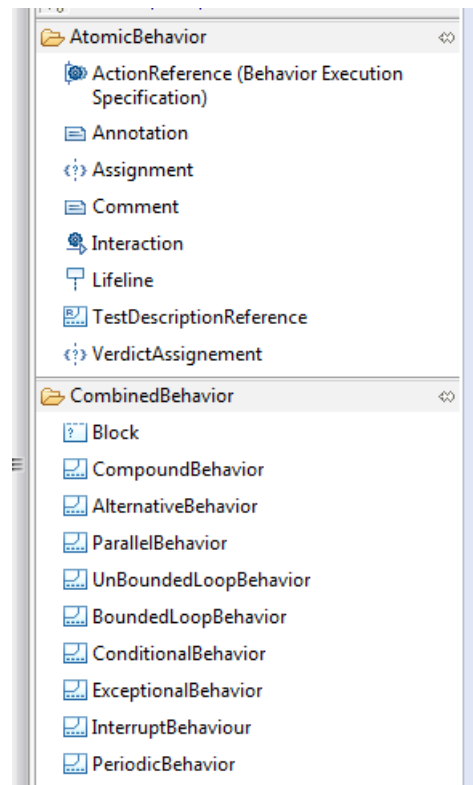 AtomicBehavior
ActionReference (Behavior Execution
Specification)
Annotation
Assignment
Comment
Interaction
Lifeline
TestDescriptionReference
VerdictAssignement
CombinedBehavior
Block
CompoundBehavior
AlternativeBehavior
ParallelBehavior
UnBoundedLoopBehavior
BoundedLoopBehavior
ConditionalBehavior
ExceptionalBehavior
InterruptBehaviour
PeriodicBehavior